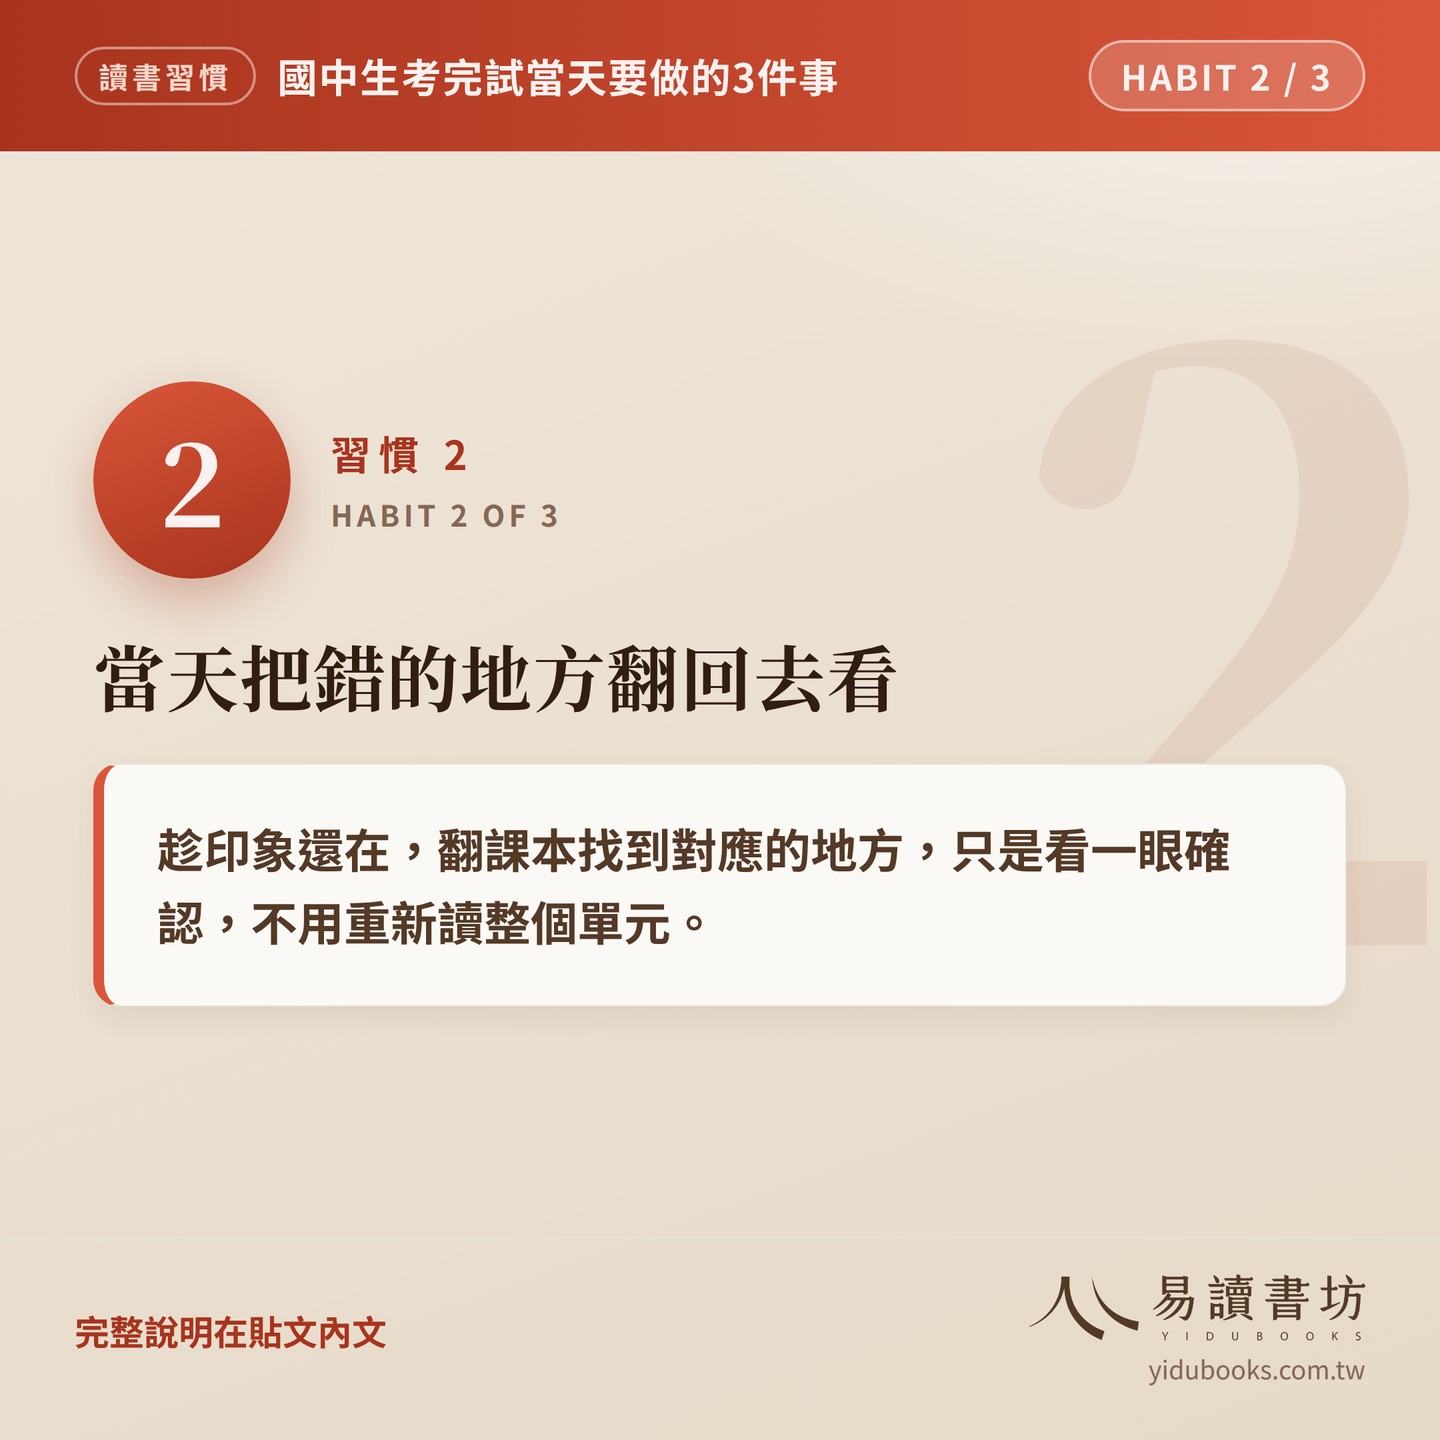 讀書習慣
國中生考完試當天要做的3件事
HABIT 2 / 3
2
習慣 2
HABIT 2 OF 3
2
當天把錯的地方翻回去看
趁印象還在，翻課本找到對應的地方，只是看一眼確
認，不用重新讀整個單元。
完整說明在貼文內文
易讀書坊
YIDUBOOKS
yidubooks.com.tw